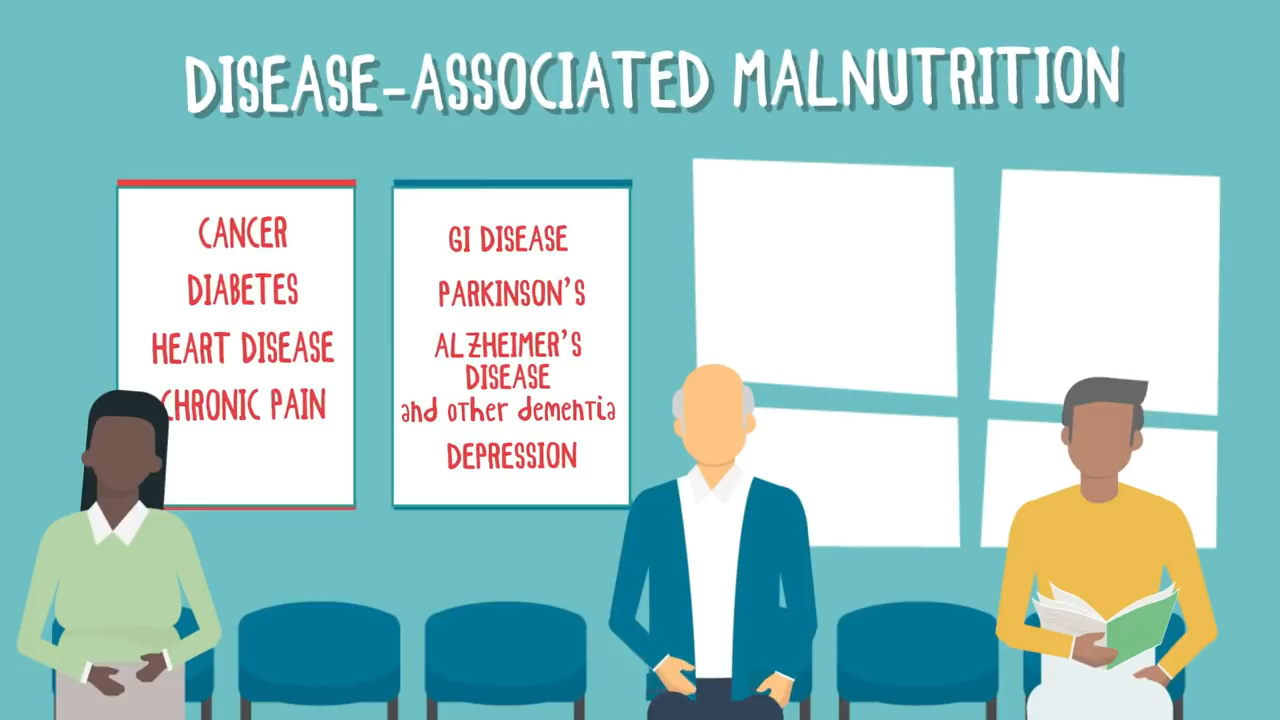 DISEASE-ASSOCIATED MALNUTRITION
CANCER
DIABETES
HEART DISEASE
CHRONIC PAIN
GI DISEASE
PARKINSON'S
ALZHEIMER'S
DISEASE
and other dementia
DEPRESSION